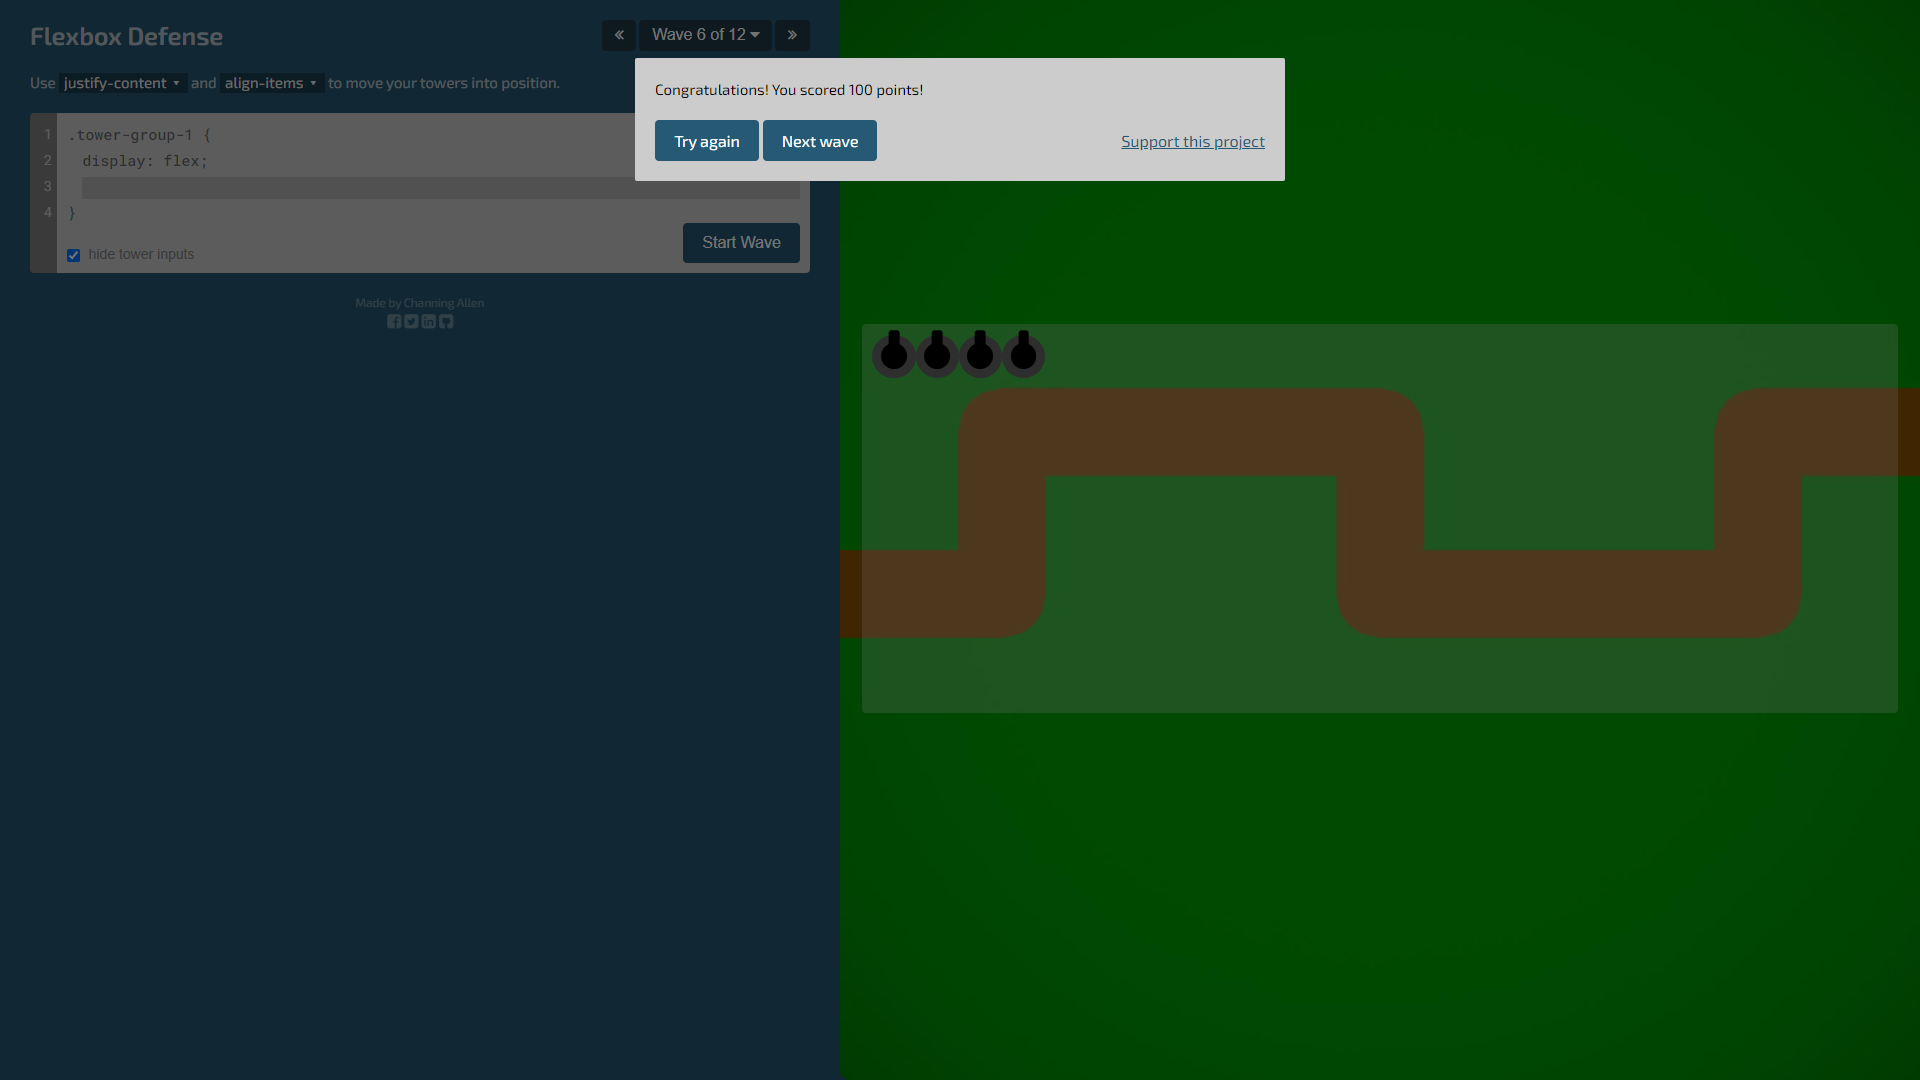 Flexbox Defense
« Wave 6 of 12 »
Use justify-content and align-items to move your towers into position.
Congratulations! You scored 100 points!
Try again Next wave Support this project
1 .tower-group-1 {
2 display: flex;
3
4 }
hide tower inputs Start Wave
Made by Channing Allen